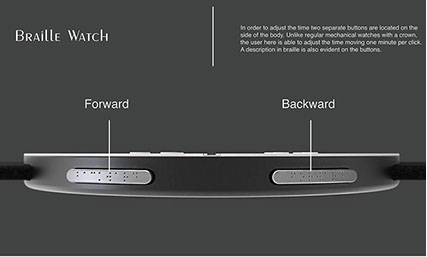 BRAILLE WATCH
In order to adjust the time two separate buttons are located on the
side of the body. Unlike regular mechanical watches with a crown,
the user here is able to adjust the time moving one minute per click.
A description in braille is also evident on the buttons.
Forward
Backward